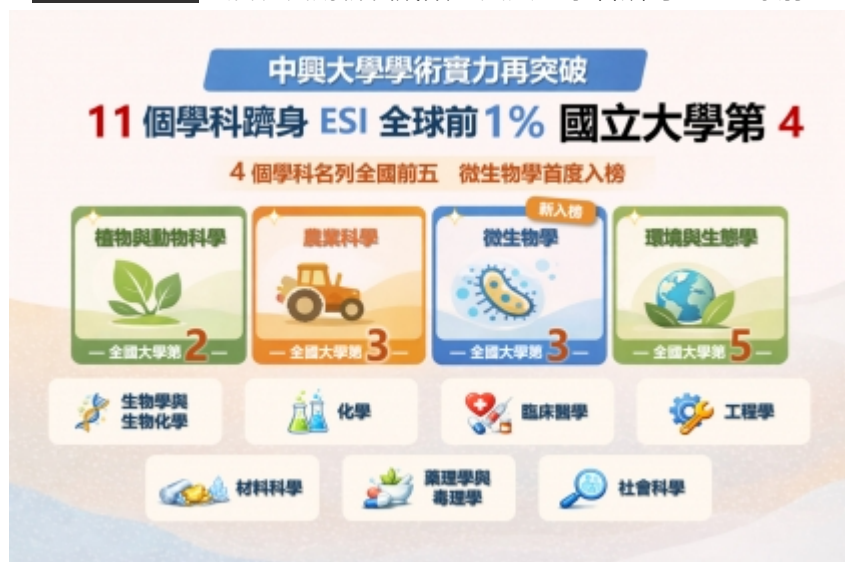 中興大學學術實力再突破
11個學科躋身 ESI 全球前1% 國立大學第 4
4 個學科名列全國前五 微生物學首度入榜
新入榜
植物與動物科學
農業科學
微生物學
環境與生態學
全國大學第2
全國大學第3
全國大學第3
全國大學第5
生物學與
生物化學
化學
臨床醫學
工程學
材料科學
藥理學與
毒理學
社會科學